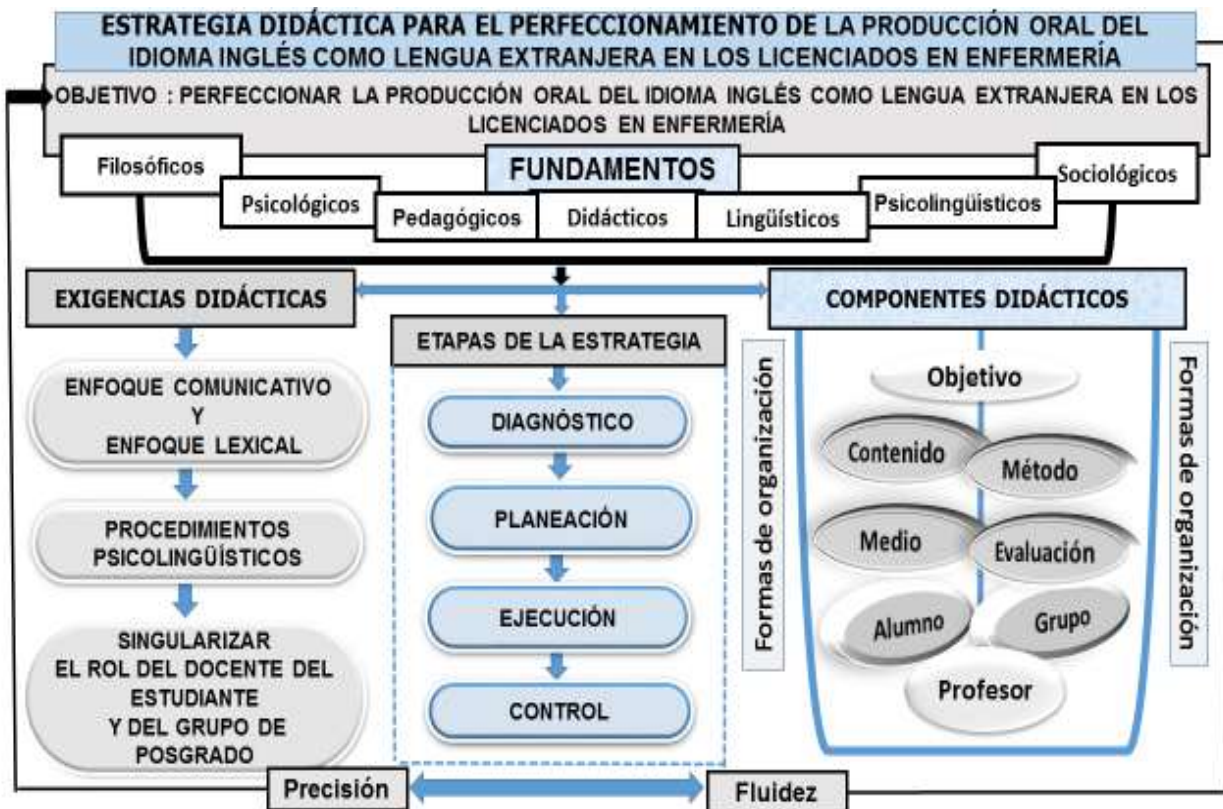 ESTRATEGIA DIDÁCTICA PARA EL PERFECCIONAMIENTO DE LA PRODUCCIÓN ORAL DEL
IDIOMA INGLÉS COMO LENGUA EXTRANJERA EN LOS LICENCIADOS EN ENFERMERÍA
OBJETIVO : PERFECCIONAR LA PRODUCCIÓN ORAL DEL IDIOMA INGLÉS COMO LENGUA EXTRANJERA EN LOS
LICENCIADOS EN ENFERMERÍA
FUNDAMENTOS
Filosóficos
Psicológicos
Pedagógicos
Didácticos
Lingüísticos
Psicolingüisticos
Sociológicos
EXIGENCIAS DIDÁCTICAS
ENFOQUE COMUNICATIVO
Y
ENFOQUE LEXICAL
PROCEDIMIENTOS
PSICOLINGÜÍSTICOS
SINGULARIZAR
EL ROL DEL DOCENTE DEL
ESTUDIANTE
Y DEL GRUPO DE
POSGRADO
ETAPAS DE LA ESTRATEGIA
DIAGNÓSTICO
PLANEACIÓN
EJECUCIÓN
CONTROL
COMPONENTES DIDÁCTICOS
Formas de organización
Objetivo
Contenido
Método
Medio
Evaluación
Alumno
Grupo
Profesor
Formas de organización
Precisión
Fluidez